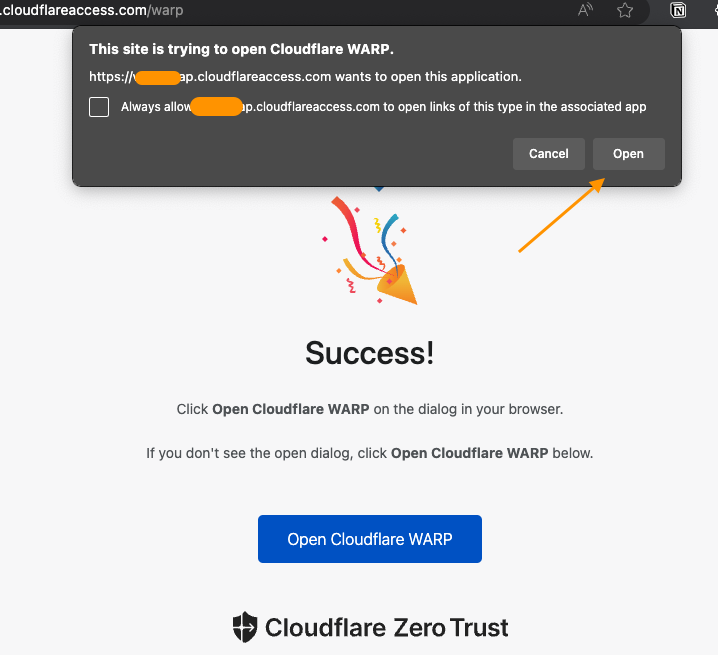 .cloudflareaccess.com/warp
This site is trying to open Cloudflare WARP.
https://ap.cloudflareaccess.com wants to open this application.
Always allow p.cloudflareaccess.com to open links of this type in the associated app
Cancel
Open
Success!
Click Open Cloudflare WARP on the dialog in your browser.
If you don't see the open dialog, click Open Cloudflare WARP below.
Open Cloudflare WARP
Cloudflare Zero Trust